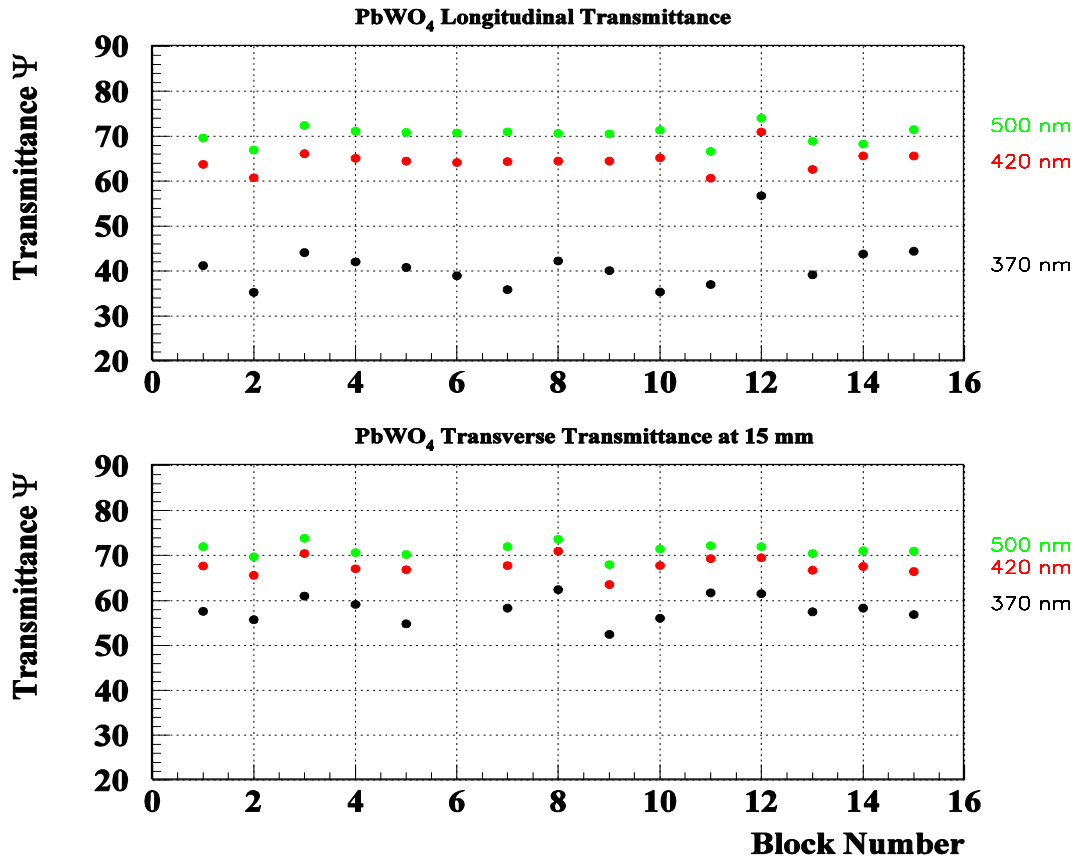 PbWO4 Longitudinal Transmittance
Transmittance Ψ
90
80
70
60
50
40
30
20
0 2 4 6 8 10 12 14 16
500 nm
420 nm
370 nm
PbWO4 Transverse Transmittance at 15 mm
Transmittance Ψ
90
80
70
60
50
40
30
20
0 2 4 6 8 10 12 14 16
500 nm
420 nm
370 nm
Block Number